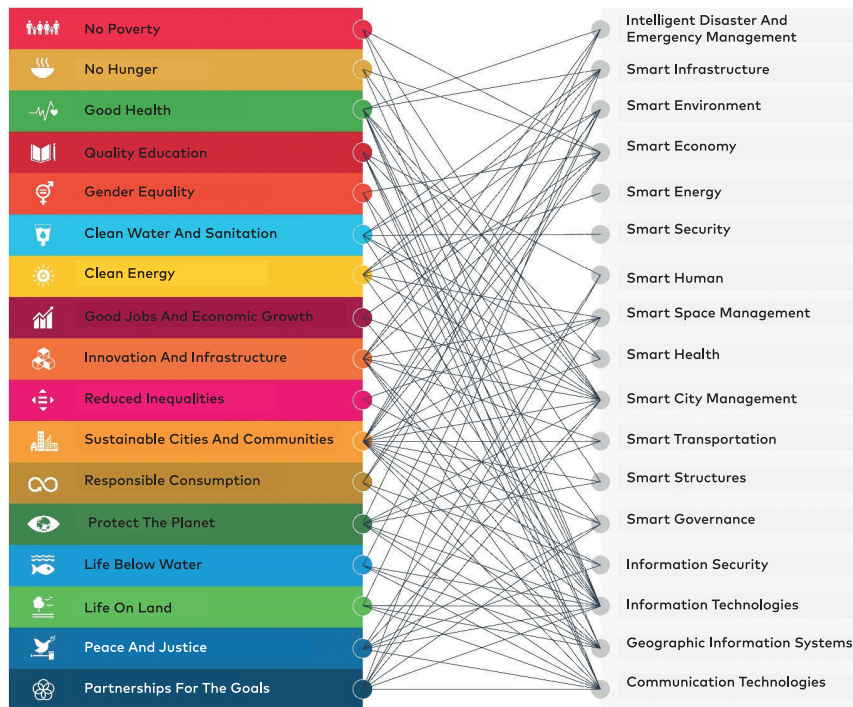 No Poverty
No Hunger
Good Health
Quality Education
Gender Equality
Clean Water And Sanitation
Clean Energy
Good Jobs And Economic Growth
Innovation And Infrastructure
Reduced Inequalities
Sustainable Cities And Communities
Responsible Consumption
Protect The Planet
Life Below Water
Life On Land
Peace And Justice
Partnerships For The Goals
Intelligent Disaster And
Emergency Management
Smart Infrastructure
Smart Environment
Smart Economy
Smart Energy
Smart Security
Smart Human
Smart Space Management
Smart Health
Smart City Management
Smart Transportation
Smart Structures
Smart Governance
Information Security
Information Technologies
Geographic Information Systems
Communication Technologies